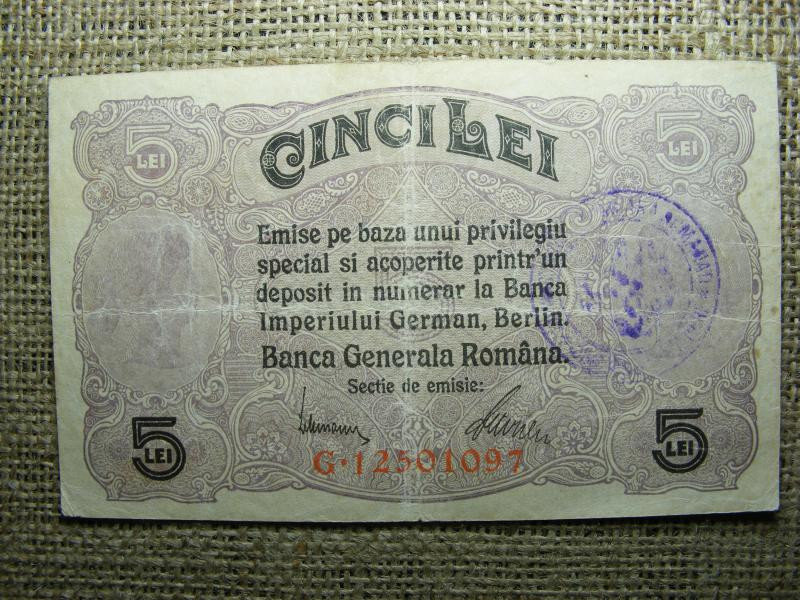 5 LEI
CINCI LEI
5 LEI
Emise pe baza unui privilegiu
special si acoperite printr'un
deposit in numerar la Banca
Imperiului German, Berlin.
Banca Generala Româna.
Sectie de emisie:
G·12501097
5 LEI
5 LEI